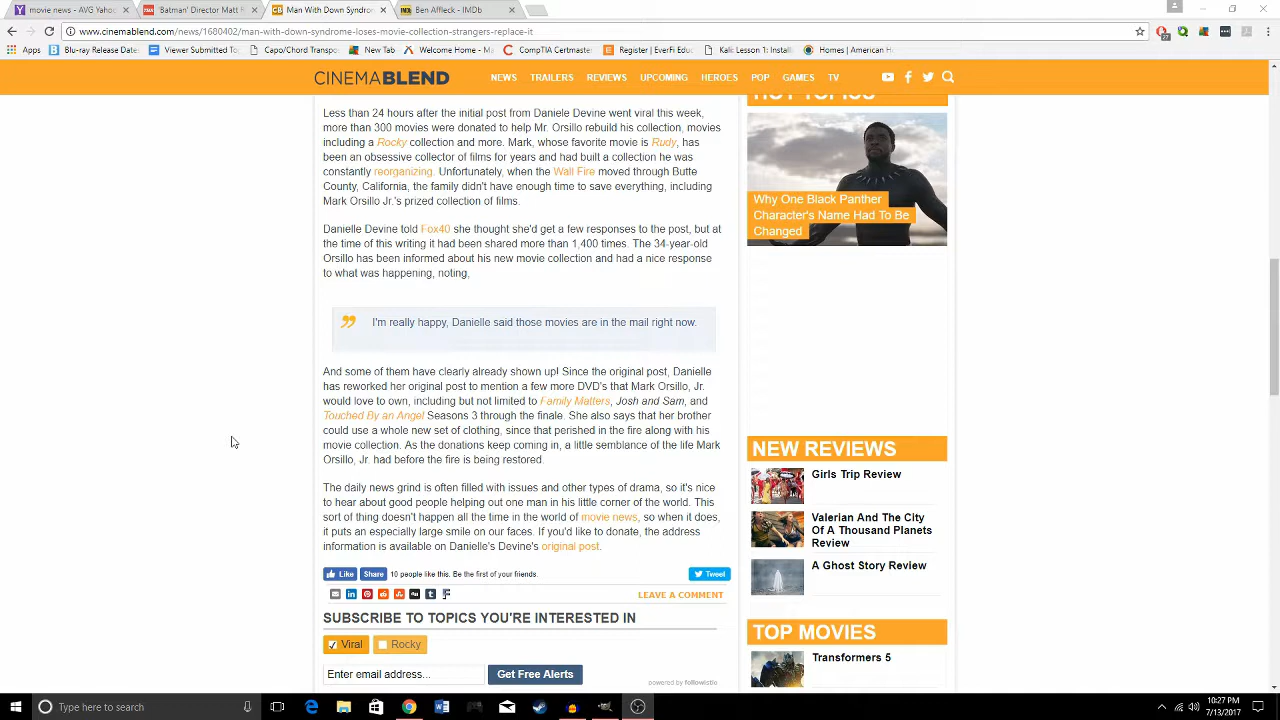 movie news - AVG Yahoo
'Batman' Director Matt R
Man With Down Syndro
Ben Affleck - IMDb
www.cinemablend.com/news/1680402/man-with-down-syndrome-loses-movie-collection-strangers-replace-it
Apps
Blu-ray Release Date
Viewer Submitted To
Capo/Chord Transpo
New Tab
Welcome Home - Ma
CompTIA Certmaster
Register | EverFi Edu
Kali: Lesson 1: Install
Homes | American H
CINEMABLEND
NEWS TRAILERS REVIEWS UPCOMING HEROES POP GAMES TV
HOT TOPICS
Less than 24 hours after the initial post from Daniele Devine went viral this week,
more than 300 movies were donated to help Mr. Orsillo rebuild his collection, movies
including a Rocky collection and more. Mark, whose favorite movie is Rudy, has
been an obsessive collector of films for years and had built a collection he was
constantly reorganizing. Unfortunately, when the Wall Fire moved through Butte
County, California, the family didn't have enough time to save everything, including
Mark Orsillo Jr.'s prized collection of films.
Danielle Devine told Fox40 she thought she'd get a few responses to the post, but at
the time of this writing it had been shared more than 1,400 times. The 34-year-old
Orsillo has been informed about his new movie collection and had a nice response
to what was happening, noting,
I'm really happy, Danielle said those movies are in the mail right now.
And some of them have clearly already shown up! Since the original post, Danielle
has reworked her original post to mention a few more DVD's that Mark Orsillo, Jr.
would love to own, including but not limited to Family Matters, Josh and Sam, and
Touched By an Angel Seasons 3 through the finale. She also says that her brother
could use a whole new set of clothing, since that perished in the fire along with his
movie collection. As the donations keep coming in, a little semblance of the life Mark
Orsillo, Jr. had before the fire is being restored.
The daily news grind is often filled with issues and other types of drama, so it's nice
to hear about good people helping out one man in his little corner of the world. This
sort of thing doesn't happen all the time in the world of movie news, so when it does,
it puts an especially large smile on our faces. If you'd like to donate, the address
information is available on Danielle's Devine's original post.
Like Share 10 people like this. Be the first of your friends. Tweet
LEAVE A COMMENT
SUBSCRIBE TO TOPICS YOU'RE INTERESTED IN
Viral Rocky
Enter email address... Get Free Alerts
powered by followistic
Why One Black Panther
Character's Name Had To Be
Changed
NEW REVIEWS
Girls Trip Review
Valerian And The City
Of A Thousand Planets
Review
A Ghost Story Review
TOP MOVIES
Transformers 5
Type here to search
10:27 PM
7/13/2017